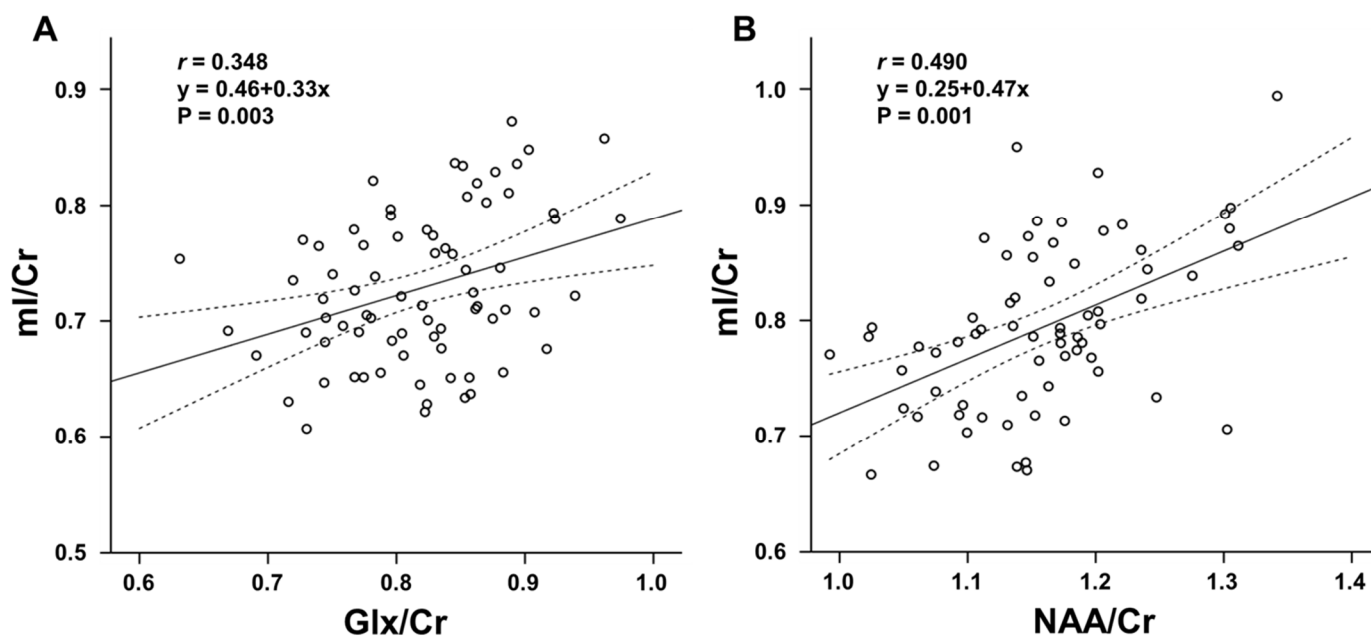 A
r = 0.348
y = 0.46+0.33x
P = 0.003
0.9
0.8
0.7
0.6
0.5
mI/Cr
0.6 0.7 0.8 0.9 1.0
Glx/Cr
B
r = 0.490
y = 0.25+0.47x
P = 0.001
1.0
0.9
0.8
0.7
0.6
mI/Cr
1.0 1.1 1.2 1.3 1.4
NAA/Cr